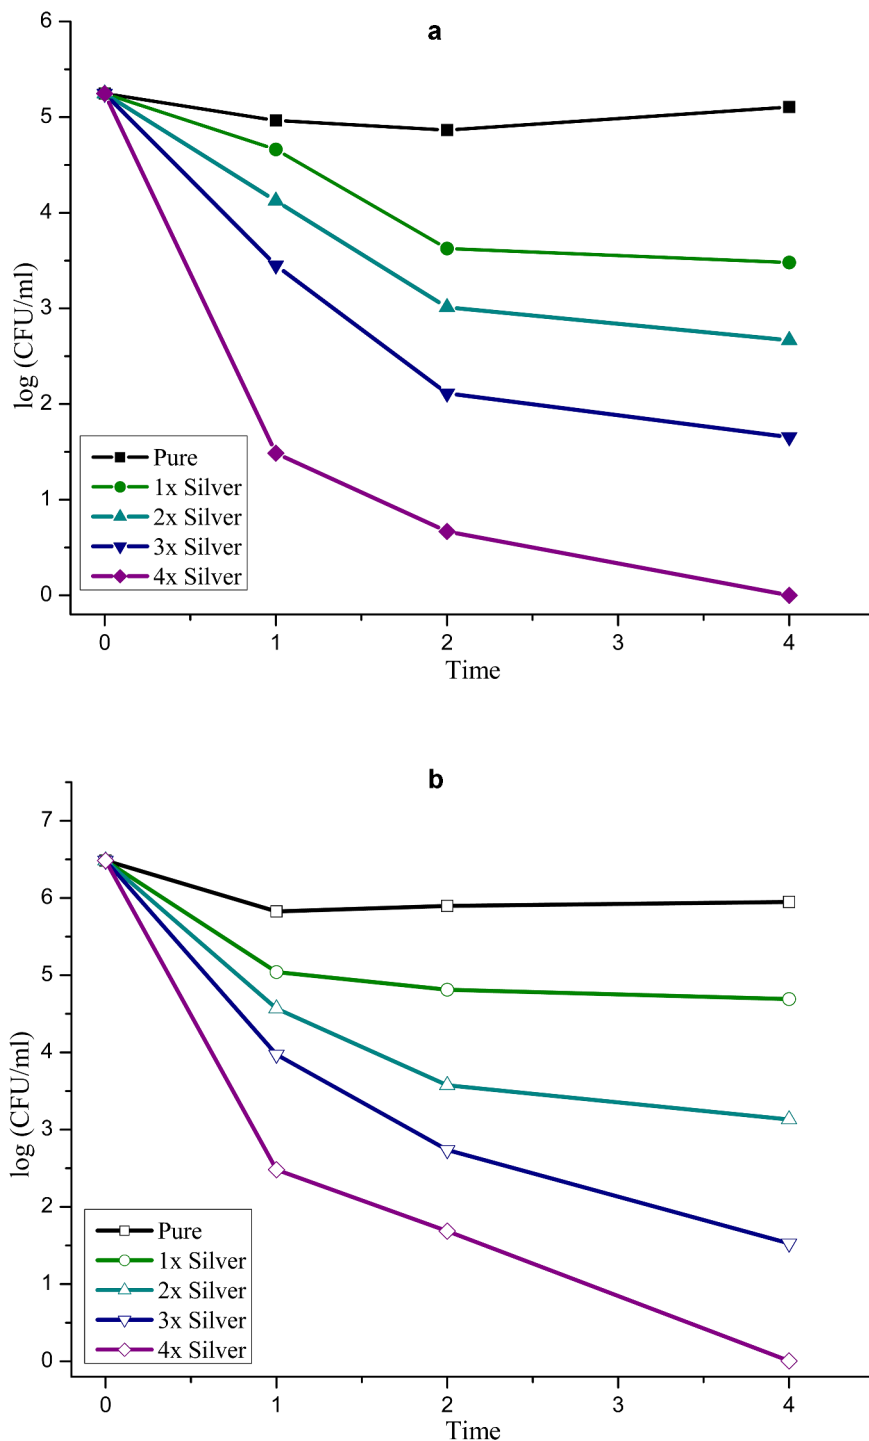 a
6
5
4
3
2
1
0
log (CFU/ml)
Pure
1x Silver
2x Silver
3x Silver
4x Silver
0 1 2 3 4
Time
b
7
6
5
4
3
2
1
0
log (CFU/ml)
Pure
1x Silver
2x Silver
3x Silver
4x Silver
0 1 2 3 4
Time